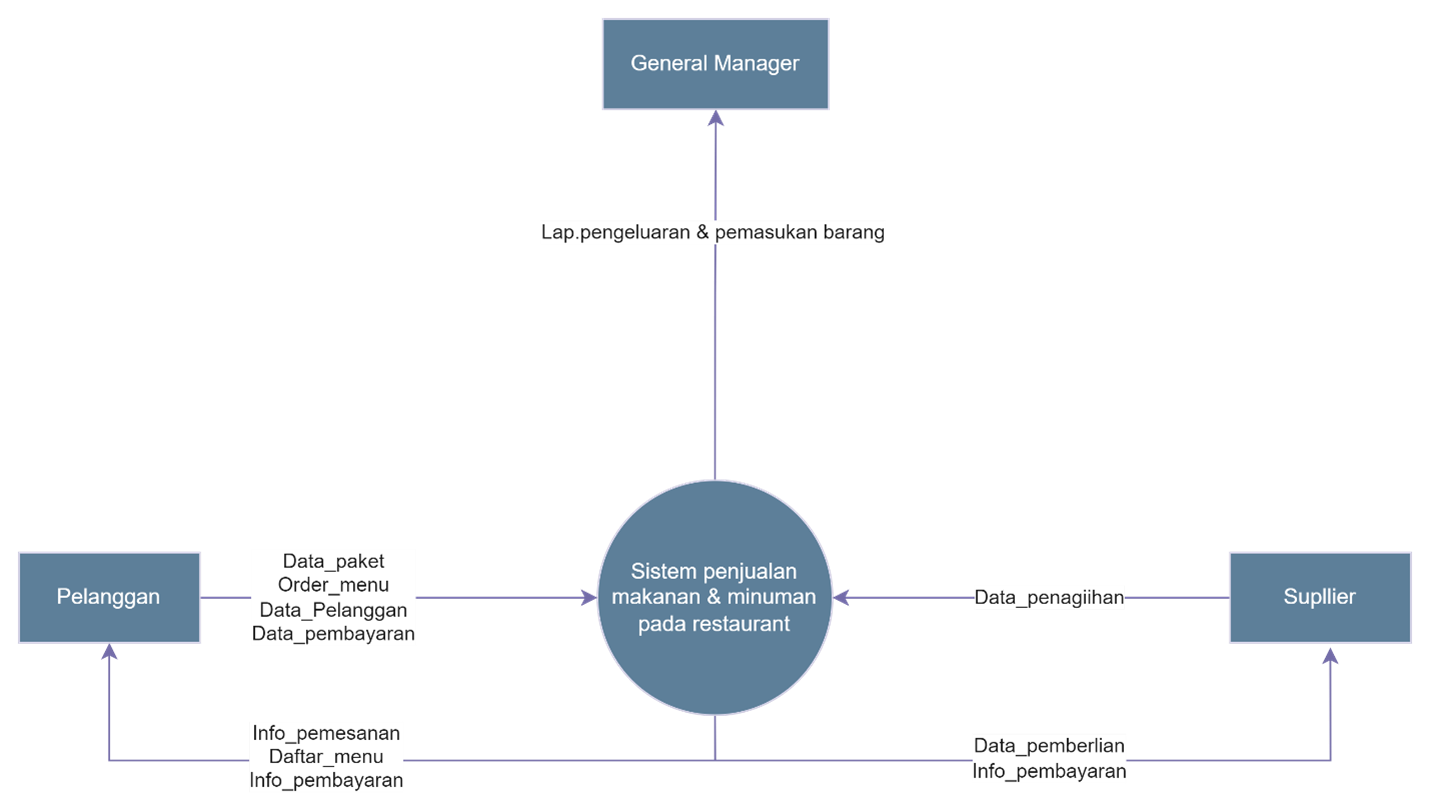 General Manager
Lap.pengeluaran & pemasukan barang
Sistem penjualan
makanan & minuman
pada restaurant
Pelanggan
Data_paket
Order_menu
Data_Pelanggan
Data_pembayaran
Data_penagiihan
Supllier
Info_pemesanan
Daftar_menu
Info_pembayaran
Data_pemberlian
Info_pembayaran